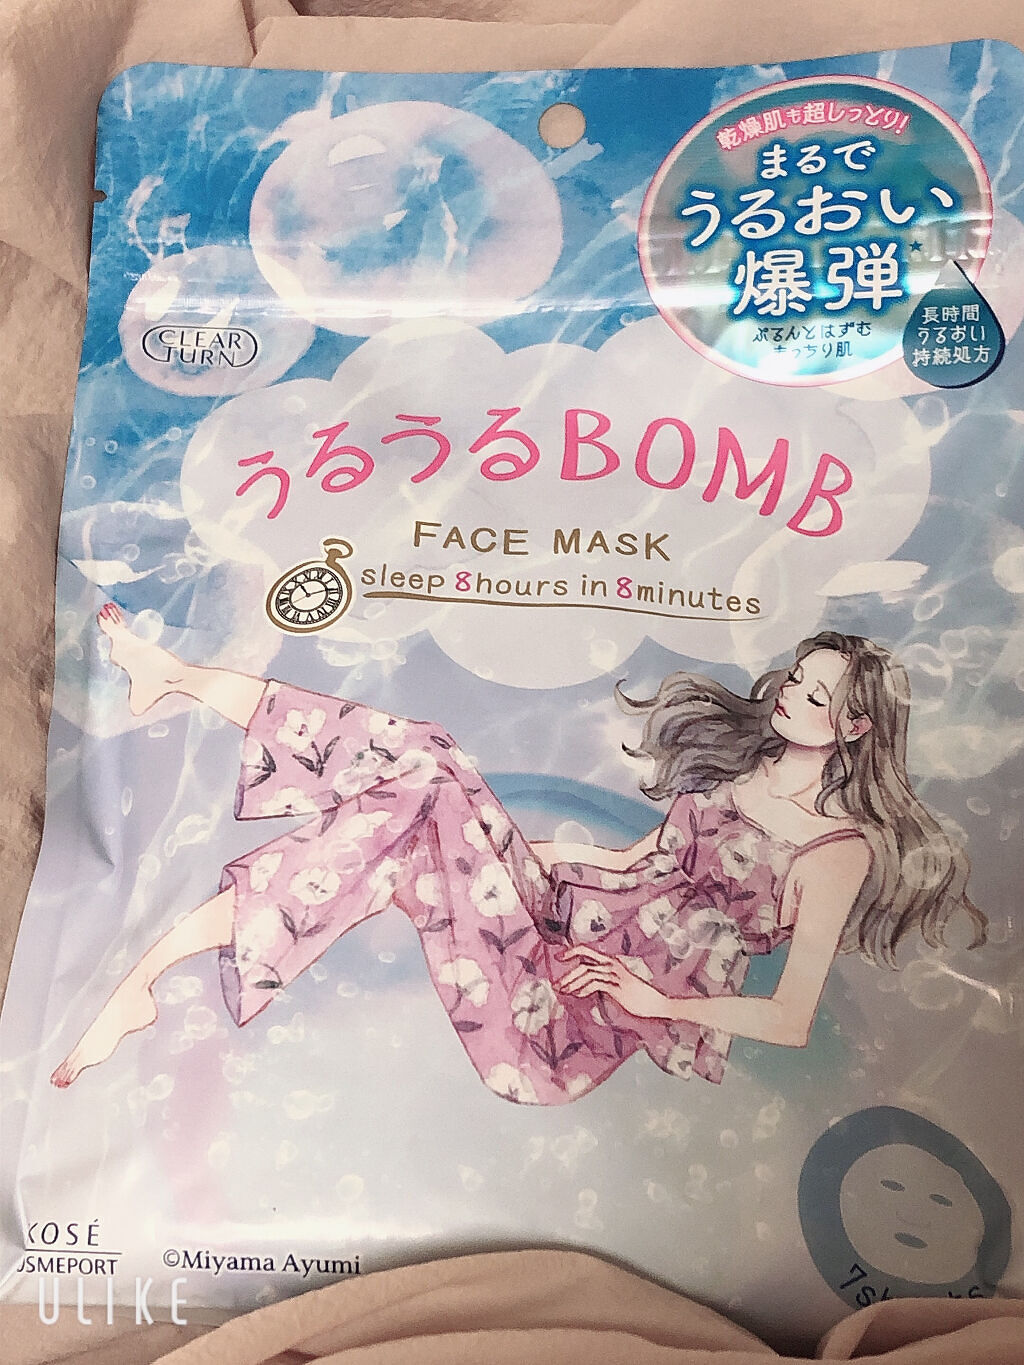 乾燥肌も超しっとり!
まるで
うるおい
爆弾★
ぷるんとはずむ
もっちり肌
長時間
うるおい
持続処方
CLEAR
TURN
うるうるBOMB
FACE MASK
sleep 8hours in 8minutes
KOSÉ
©Miyama Ayumi
ULIKE